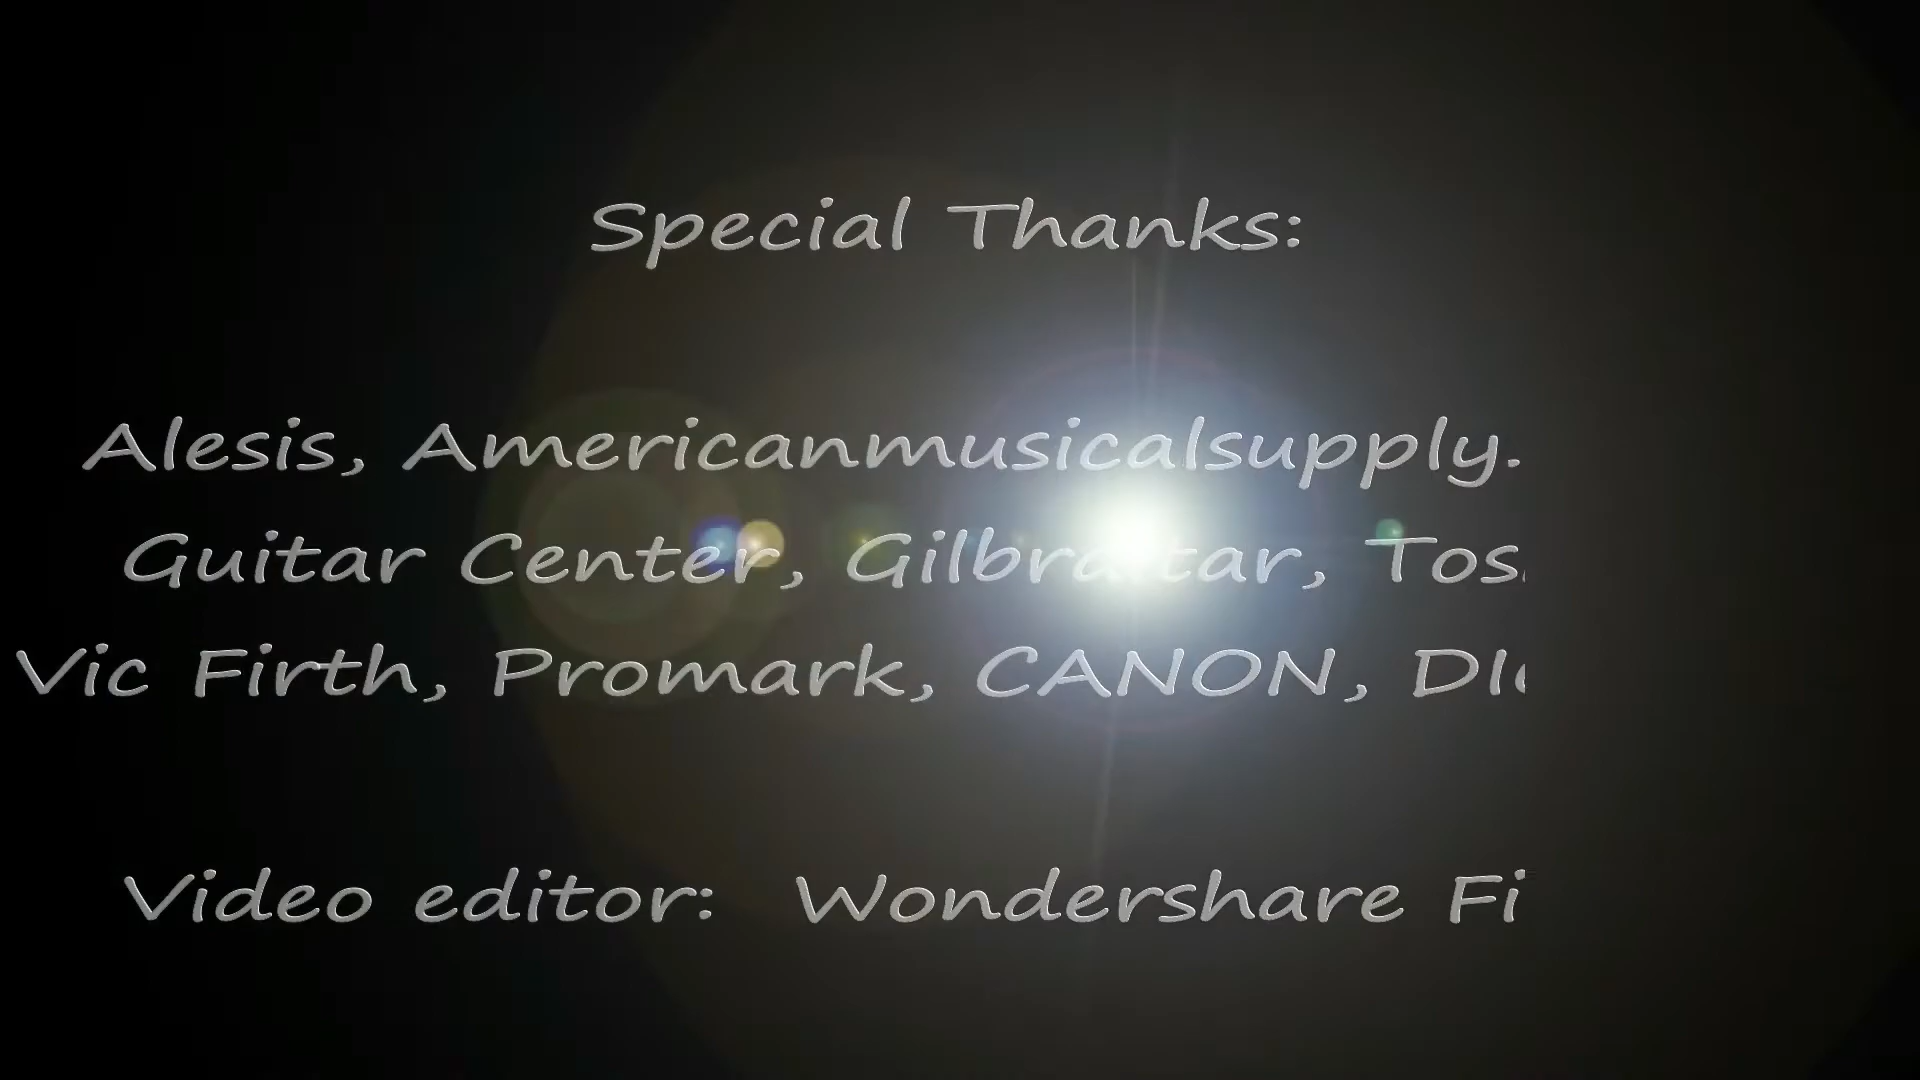 Special Thanks:
Alesis, Americanmusicalsupply.
Guitar Center, Gilbraltar,
Vic Firth, Promark, CANON,
Video editor: Wondershare